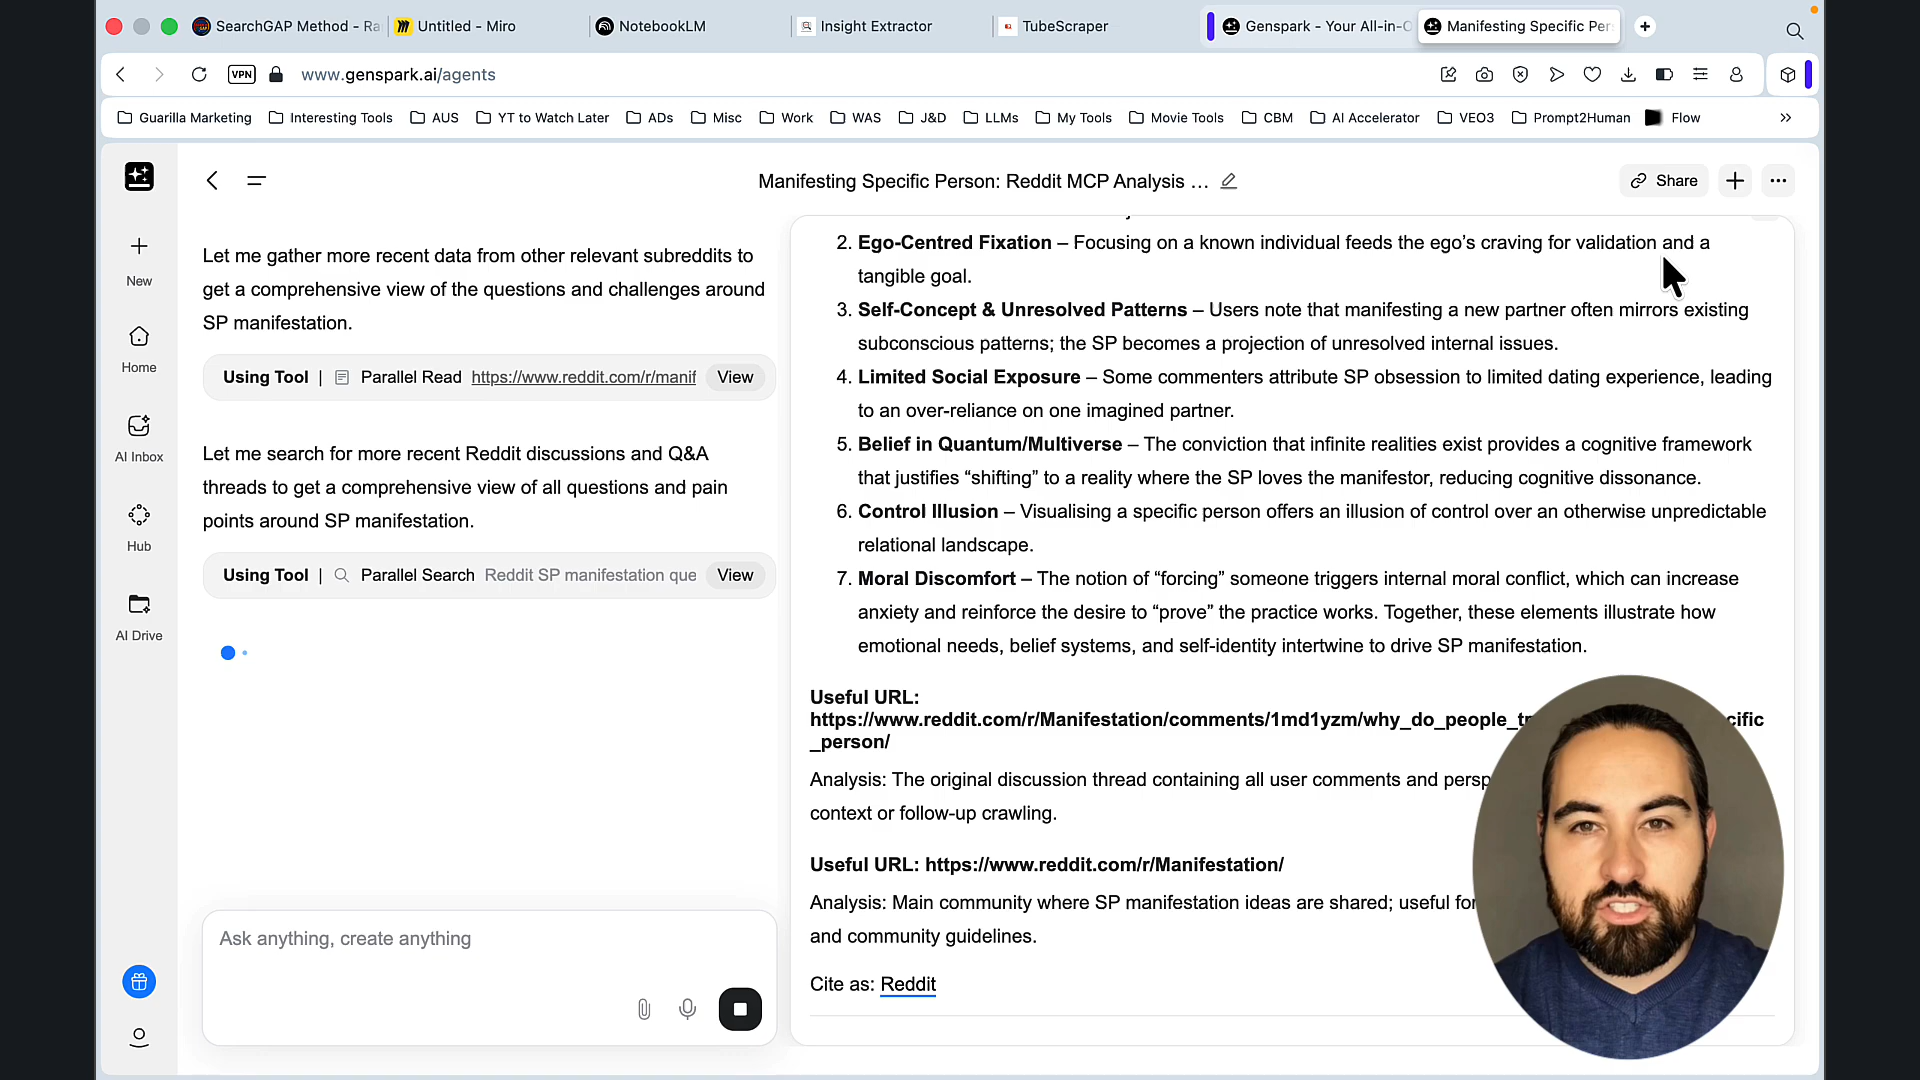 SearchGAP Method - Ra
Untitled - Miro
NotebookLM
Insight Extractor
TubeScraper
Genspark - Your All-in-O
Manifesting Specific Per
VPN
www.genspark.ai/agents
Guarilla Marketing
Interesting Tools
AUS
YT to Watch Later
ADs
Misc
Work
WAS
J&D
LLMs
My Tools
Movie Tools
CBM
AI Accelerator
VEO3
Prompt2Human
Flow
New
Home
AI Inbox
Hub
AI Drive
Manifesting Specific Person: Reddit MCP Analysis ...
Share
Let me gather more recent data from other relevant subreddits to
get a comprehensive view of the questions and challenges around
SP manifestation.
Using Tool | Parallel Read https://www.reddit.com/r/manif View
Let me search for more recent Reddit discussions and Q&A
threads to get a comprehensive view of all questions and pain
points around SP manifestation.
Using Tool | Parallel Search Reddit SP manifestation que View
Ask anything, create anything
2. Ego-Centred Fixation – Focusing on a known individual feeds the ego’s craving for validation and a
tangible goal.
3. Self-Concept & Unresolved Patterns – Users note that manifesting a new partner often mirrors existing
subconscious patterns; the SP becomes a projection of unresolved internal issues.
4. Limited Social Exposure – Some commenters attribute SP obsession to limited dating experience, leading
to an over-reliance on one imagined partner.
5. Belief in Quantum/Multiverse – The conviction that infinite realities exist provides a cognitive framework
that justifies “shifting” to a reality where the SP loves the manifestor, reducing cognitive dissonance.
6. Control Illusion – Visualising a specific person offers an illusion of control over an otherwise unpredictable
relational landscape.
7. Moral Discomfort – The notion of “forcing” someone triggers internal moral conflict, which can increase
anxiety and reinforce the desire to “prove” the practice works. Together, these elements illustrate how
emotional needs, belief systems, and self-identity intertwine to drive SP manifestation.
Useful URL:
https://www.reddit.com/r/Manifestation/comments/1md1yzm/why_do_people_tr cific
_person/
Analysis: The original discussion thread containing all user comments and persp
context or follow-up crawling.
Useful URL: https://www.reddit.com/r/Manifestation/
Analysis: Main community where SP manifestation ideas are shared; useful for
and community guidelines.
Cite as: Reddit